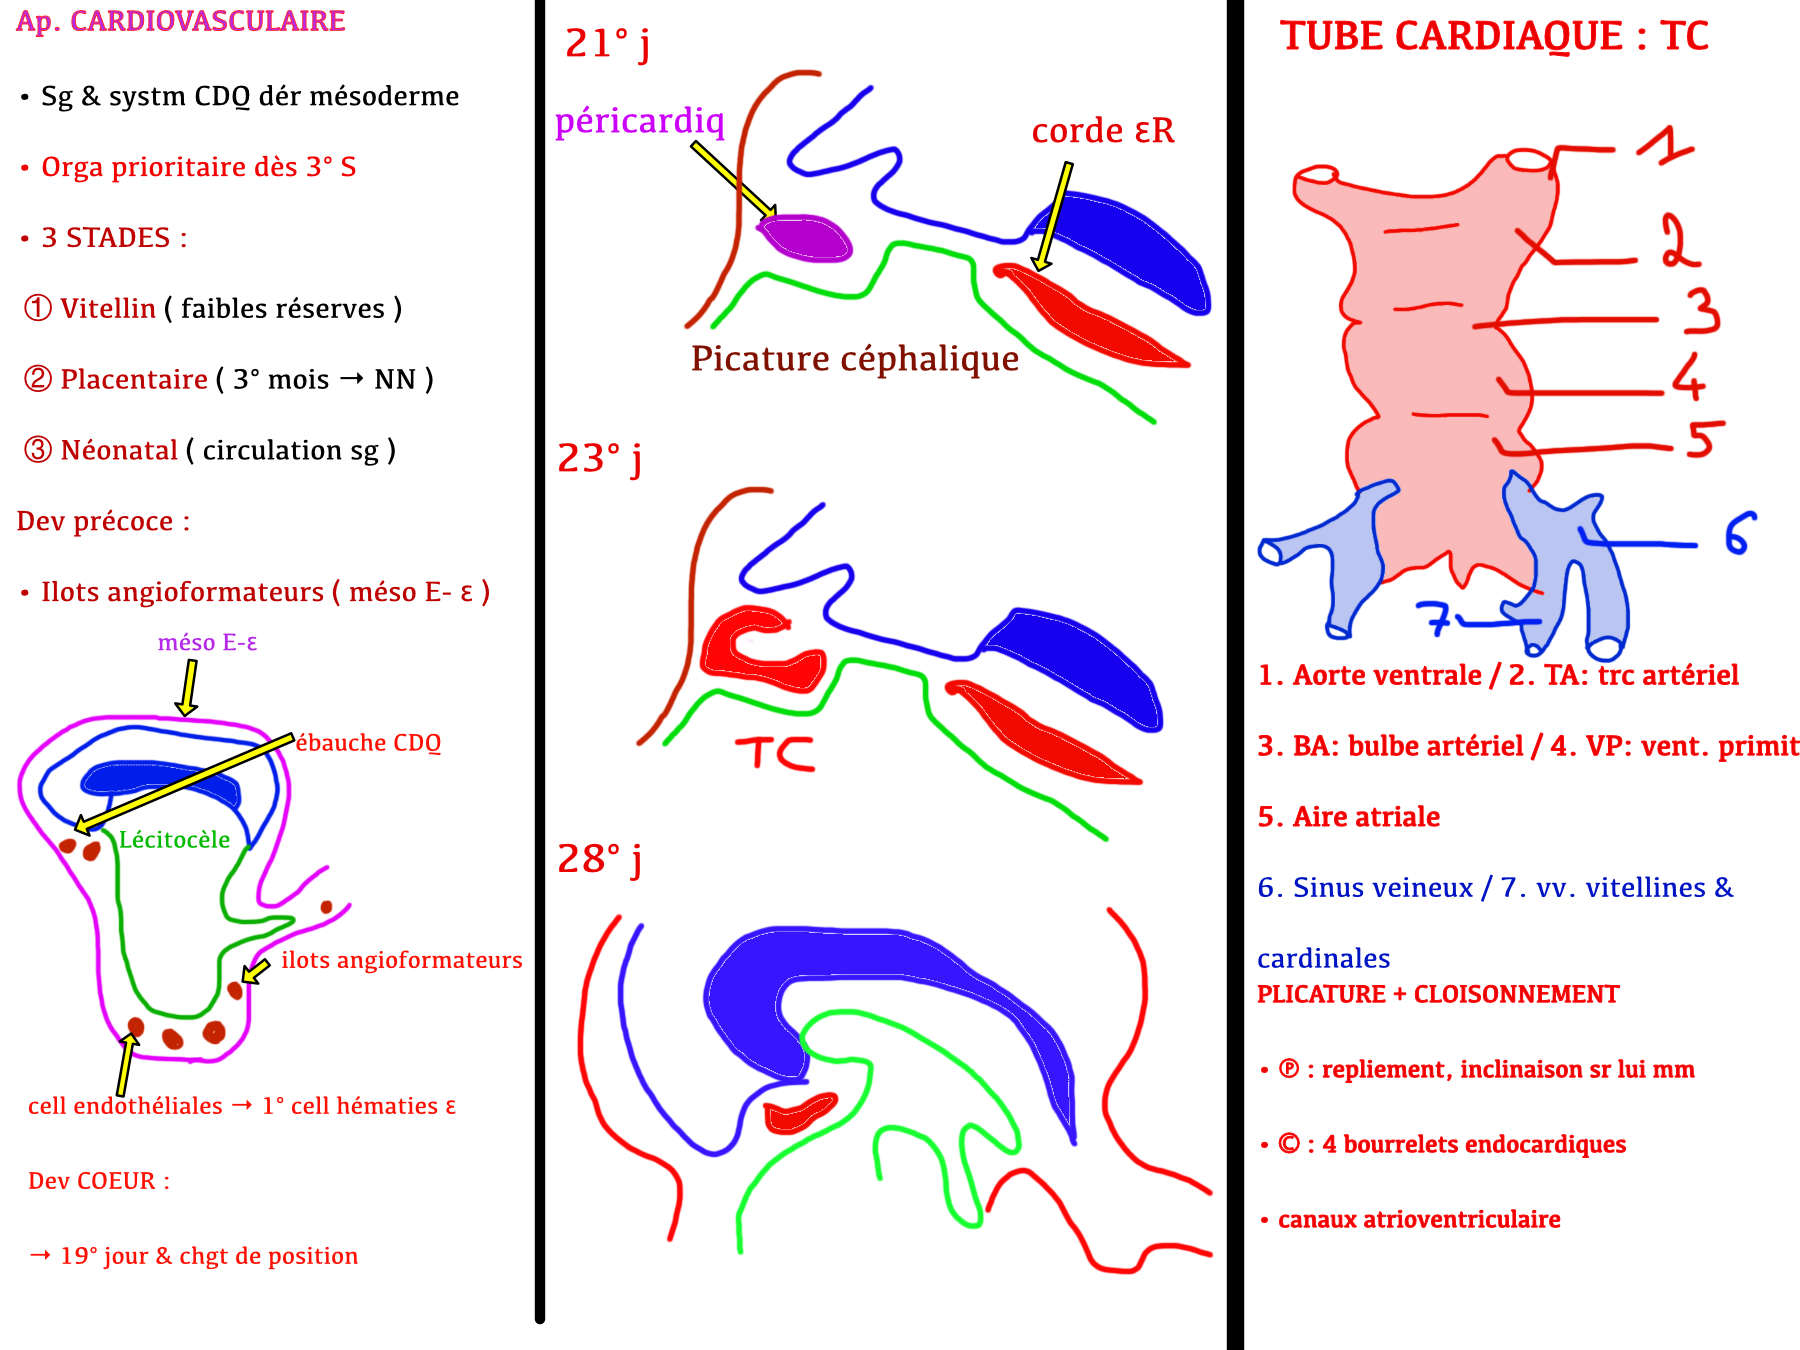 Ap. CARDIOVASCULAIRE
• Sg & systm CDQ dér mésoderme
• Orga prioritaire dès 3° S
• 3 STADES :
① Vitellin ( faibles réserves )
② Placentaire ( 3° mois → NN )
③ Néonatal ( circulation sg )
Dev précoce :
• Ilots angioformateurs ( méso E- ε )
méso E-ε
ébauche CDQ
Lécitocèle
ilots angioformateurs
cell endothéliales → 1° cell hématies ε
Dev COEUR :
→ 19° jour & chgt de position
21° j
péricardiq
corde εR
Picature céphalique
23° j
TC
28° j
TUBE CARDIAQUE : TC
1
2
3
4
5
6
7
1. Aorte ventrale / 2. TA: trc artériel
3. BA: bulbe artériel / 4. VP: vent. primit
5. Aire atriale
6. Sinus veineux / 7. vv. vitellines &
cardinales
PLICATURE + CLOISONNEMENT
• ℗ : repliement, inclinaison sr lui mm
• © : 4 bourrelets endocardiques
• canaux atrioventriculaire